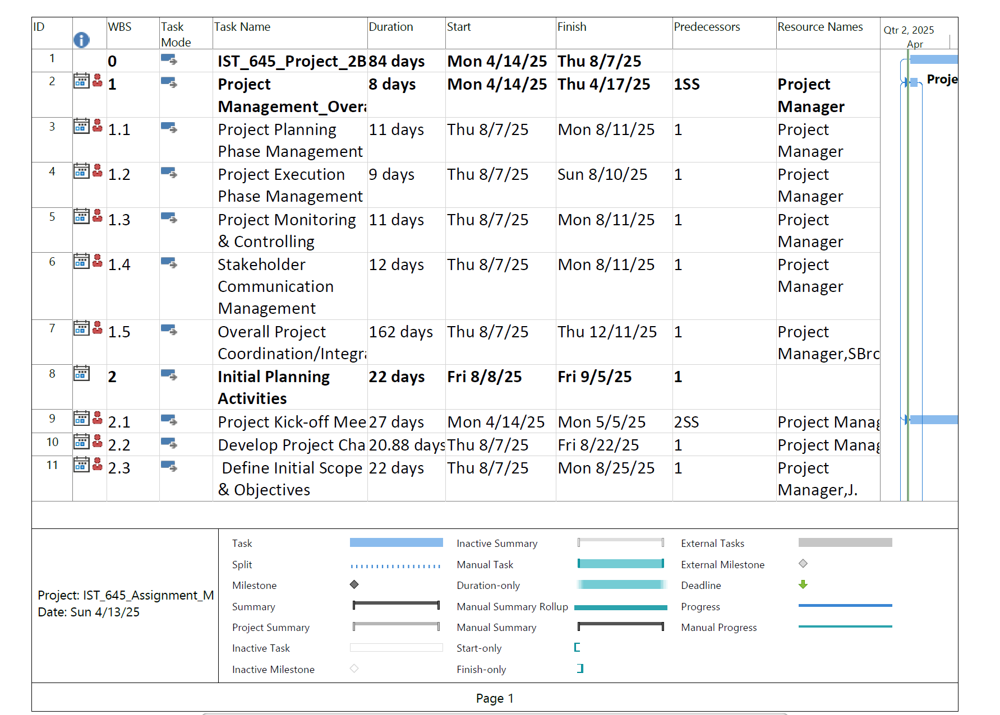 ID WBS Task Mode Task Name Duration Start Finish Predecessors Resource Names Qtr 2, 2025
Apr
1 0 IST_645_Project_2B 84 days Mon 4/14/25 Thu 8/7/25
2 1 Project 8 days Mon 4/14/25 Thu 4/17/25 1SS Project Proje
Management_Overa Manager
3 1.1 Project Planning 11 days Thu 8/7/25 Mon 8/11/25 1 Project
Phase Management Manager
4 1.2 Project Execution 9 days Thu 8/7/25 Sun 8/10/25 1 Project
Phase Management Manager
5 1.3 Project Monitoring 11 days Thu 8/7/25 Mon 8/11/25 1 Project
& Controlling Manager
6 1.4 Stakeholder 12 days Thu 8/7/25 Mon 8/11/25 1 Project
Communication Manager
Management
7 1.5 Overall Project 162 days Thu 8/7/25 Thu 12/11/25 1 Project
Coordination/Integra Manager,SBro
8 2 Initial Planning 22 days Fri 8/8/25 Fri 9/5/25 1
Activities
9 2.1 Project Kick-off Mee 27 days Mon 4/14/25 Mon 5/5/25 2SS Project Manag
10 2.2 Develop Project Cha 20.88 days Thu 8/7/25 Fri 8/22/25 1 Project Manag
11 2.3 Define Initial Scope 22 days Thu 8/7/25 Mon 8/25/25 1 Project
& Objectives Manager,J.
Project: IST_645_Assignment_M
Date: Sun 4/13/25
Task Inactive Summary External Tasks
Split Manual Task External Milestone
Milestone Duration-only Deadline
Summary Manual Summary Rollup Progress
Project Summary Manual Summary Manual Progress
Inactive Task Start-only
Inactive Milestone Finish-only
Page 1